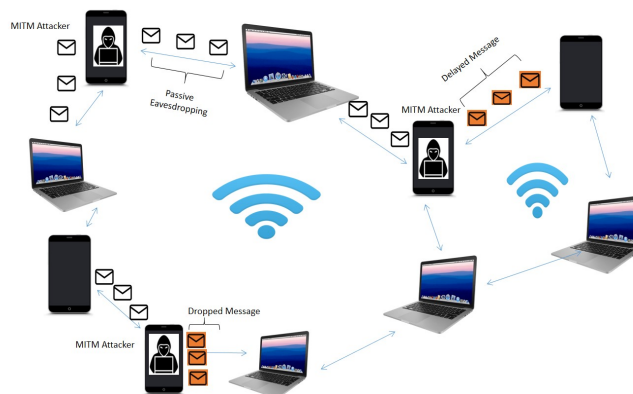 MITM Attacker
Passive
Eavesdropping
Delayed Message
MITM Attacker
Dropped Message
MITM Attacker